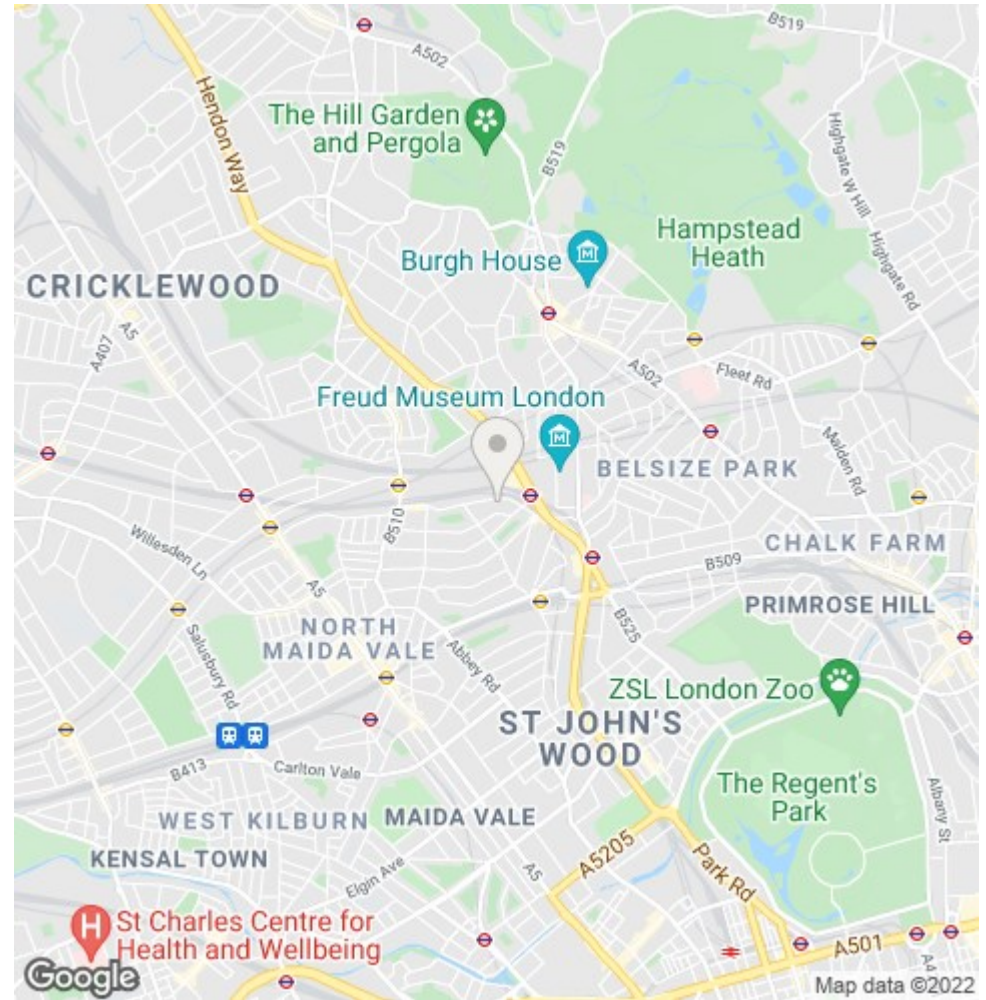 B519
A502
Hendon Way
The Hill Garden
and Pergola
B519
Highgate W Hill
Hampstead
Heath
Burgh House
Highgate Rd
CRICKLEWOOD
A5
A407
A502
Fleet Rd
Freud Museum London
Malden Rd
BELSIZE PARK
B510
Willesden Ln
CHALK FARM
B509
A5
PRIMROSE HILL
NORTH
MAIDA VALE
B525
Salusbury Rd
Abbey Rd
ZSL London Zoo
ST JOHN'S
WOOD
B413
Carlton Vale
The Regent's
Park
Albany St
WEST KILBURN
MAIDA VALE
KENSAL TOWN
A5205
Park Rd
Elgin Ave
A5
H
St Charles Centre for
Health and Wellbeing
A501
A4
Google
Map data ©2022